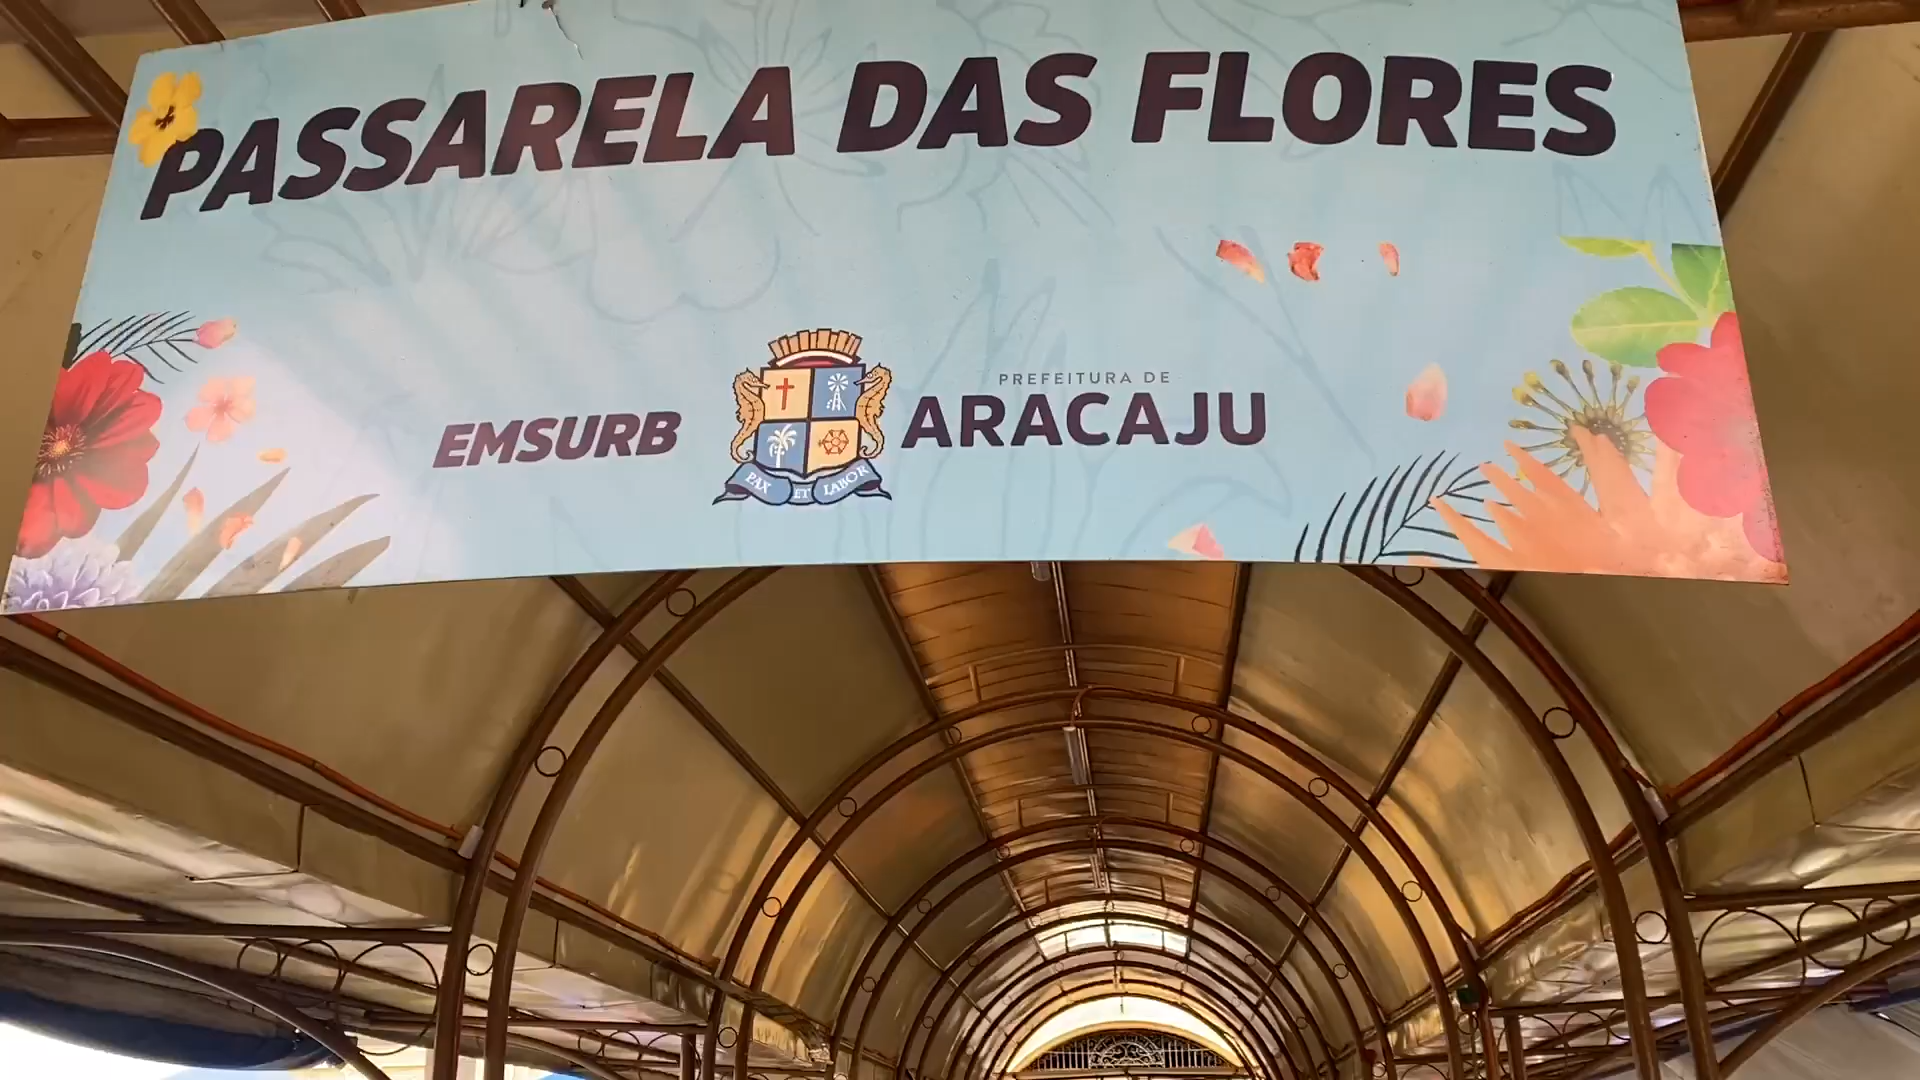 PASSARELA DAS FLORES
EMSURB
PAX ET LABOR
PREFEITURA DE
ARACAJU